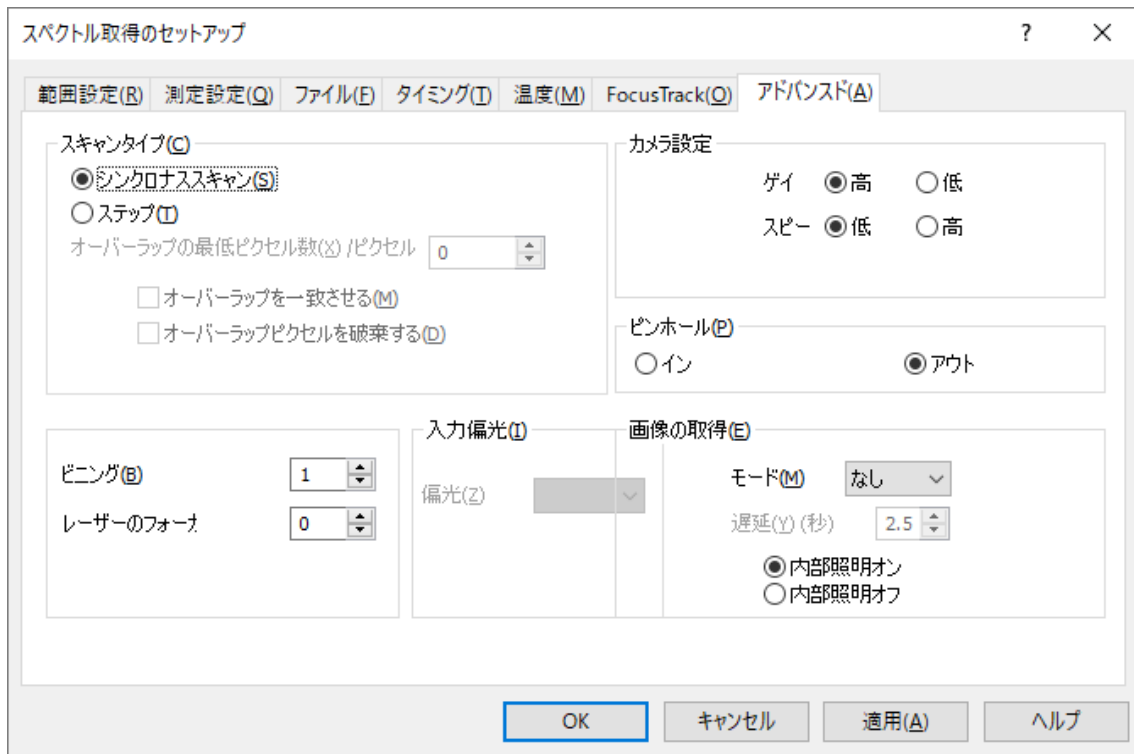 スペクトル取得のセットアップ ? ×
範囲設定(R) 測定設定(Q) ファイル(F) タイミング(T) 温度(M) FocusTrack(O) アドバンスド(A)
スキャンタイプ(C)
シンクロナススキャン(S)
ステップ(T)
オーバーラップの最低ピクセル数(X) /ピクセル 0
オーバーラップを一致させる(M)
オーバーラップピクセルを破棄する(D)
カメラ設定
ゲイ 高 低
スピー 低 高
ピンホール(P)
イン アウト
ビニング(B) 1
レーザーのフォーカ 0
入力偏光(I)
偏光(Z)
画像の取得(E)
モード(M) なし
遅延(Y) (秒) 2.5
内部照明オン
内部照明オフ
OK キャンセル 適用(A) ヘルプ